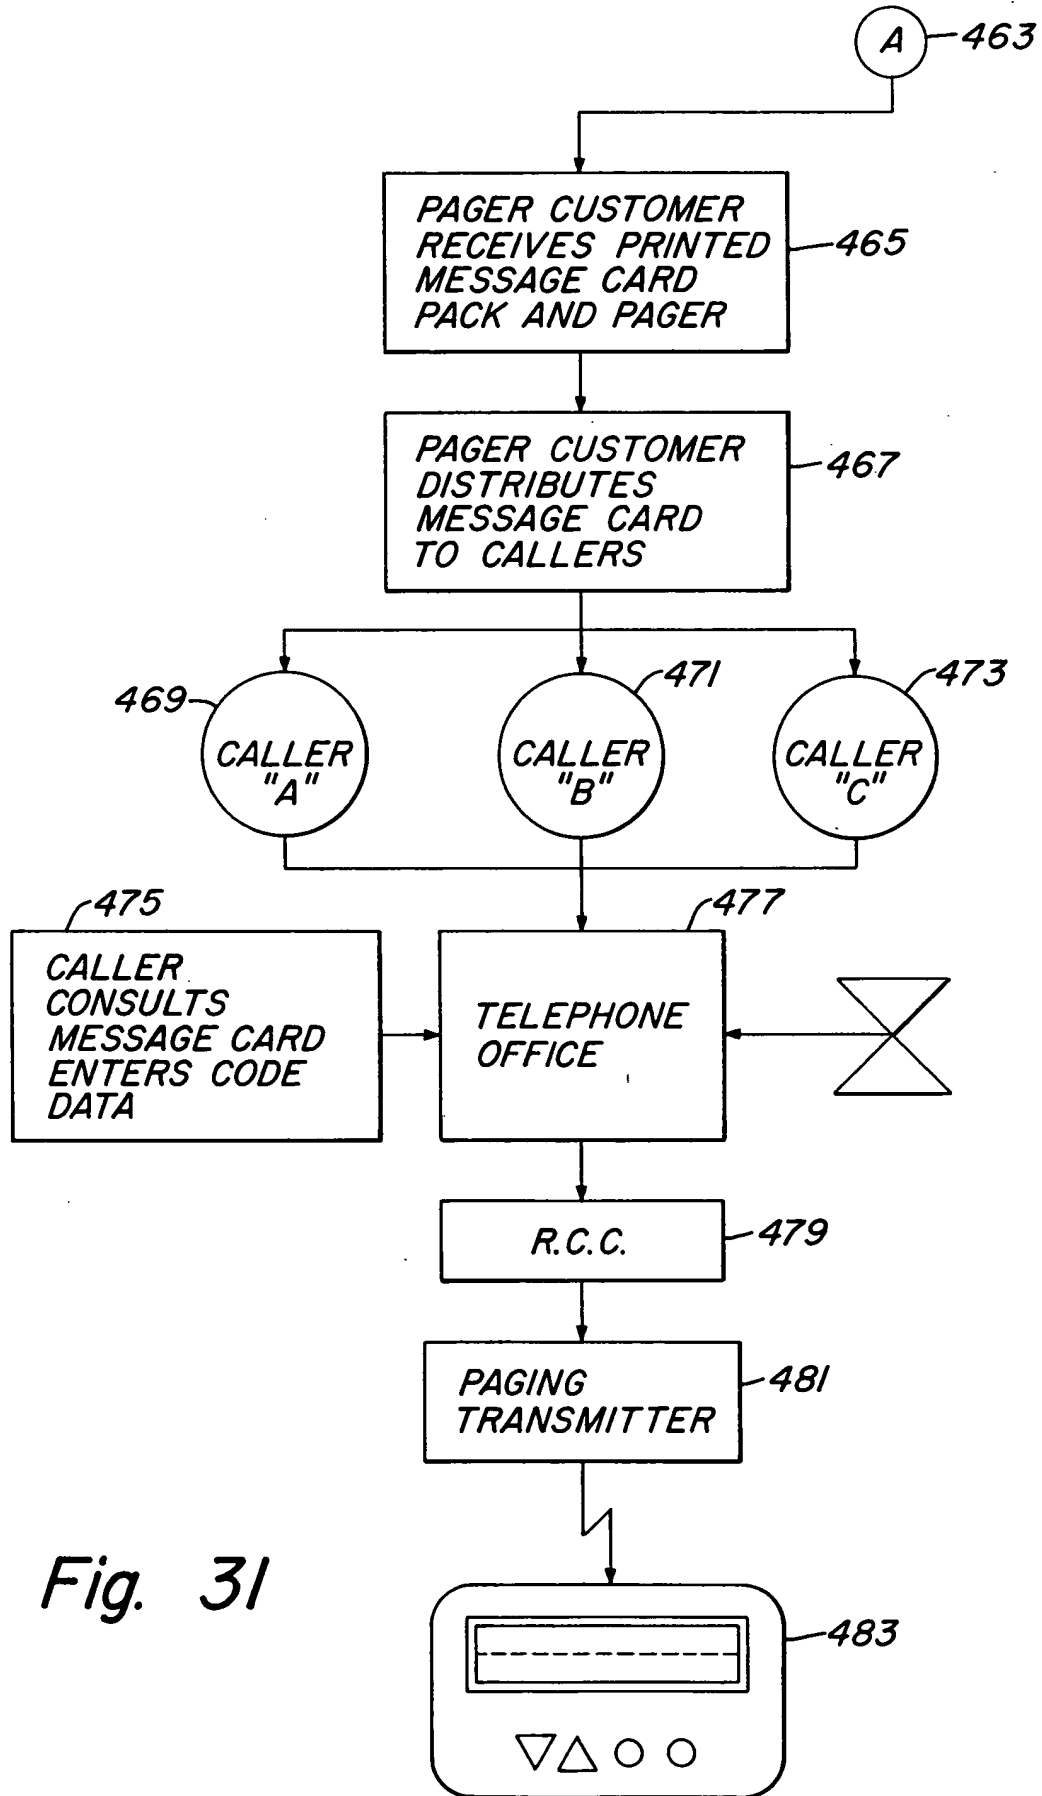 A
463
PAGER CUSTOMER
RECEIVES PRINTED
MESSAGE CARD
PACK AND PAGER
465
PAGER CUSTOMER
DISTRIBUTES
MESSAGE CARD
TO CALLERS
467
469
CALLER
"A"
471
CALLER
"B"
473
CALLER
"C"
475
CALLER
CONSULTS
MESSAGE CARD
ENTERS CODE
DATA
477
TELEPHONE
OFFICE
R.C.C.
479
PAGING
TRANSMITTER
481
Fig. 31
483